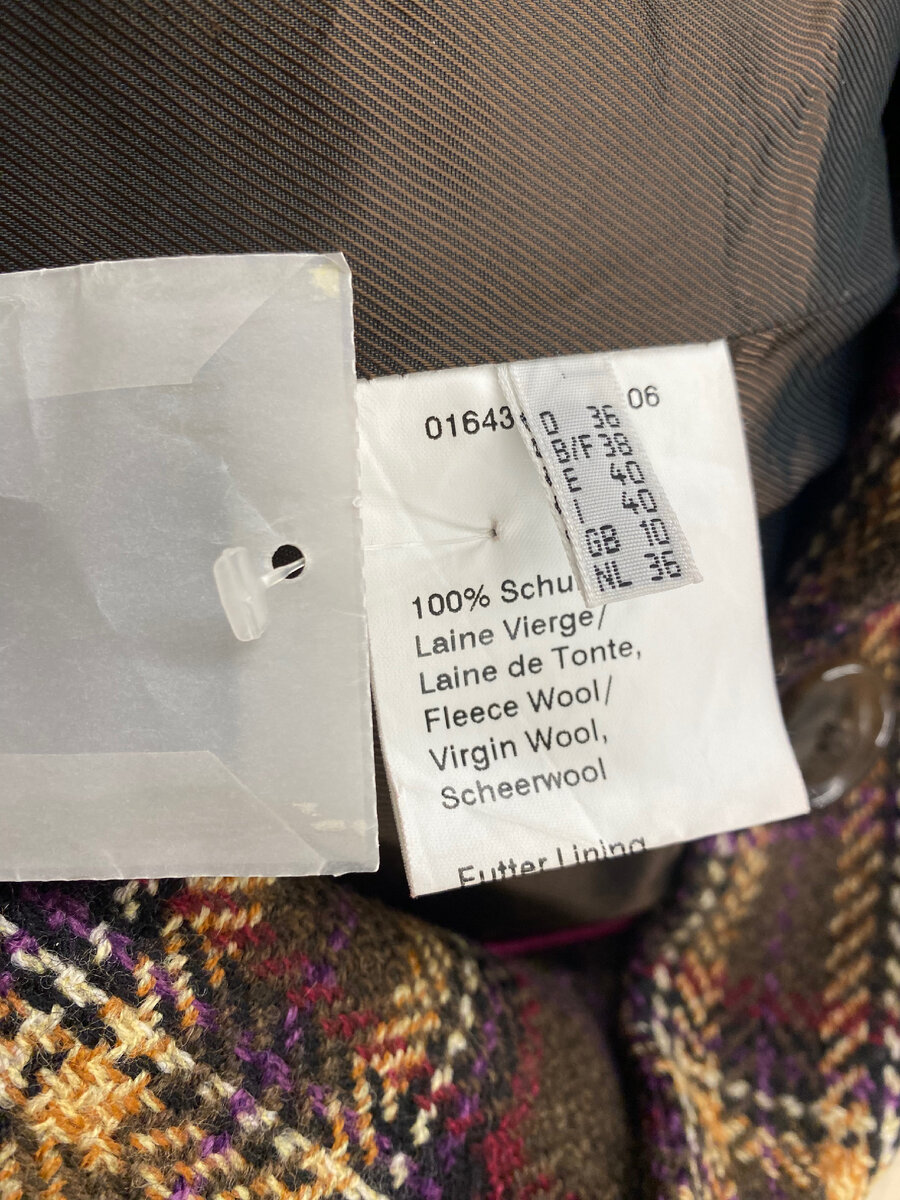 01643
06
D 36
B/F 38
E 40
I 40
GB 10
NL 36
100% Schu
Laine Vierge/
Laine de Tonte,
Fleece Wool/
Virgin Wool,
Scheerwool
Futter Lining